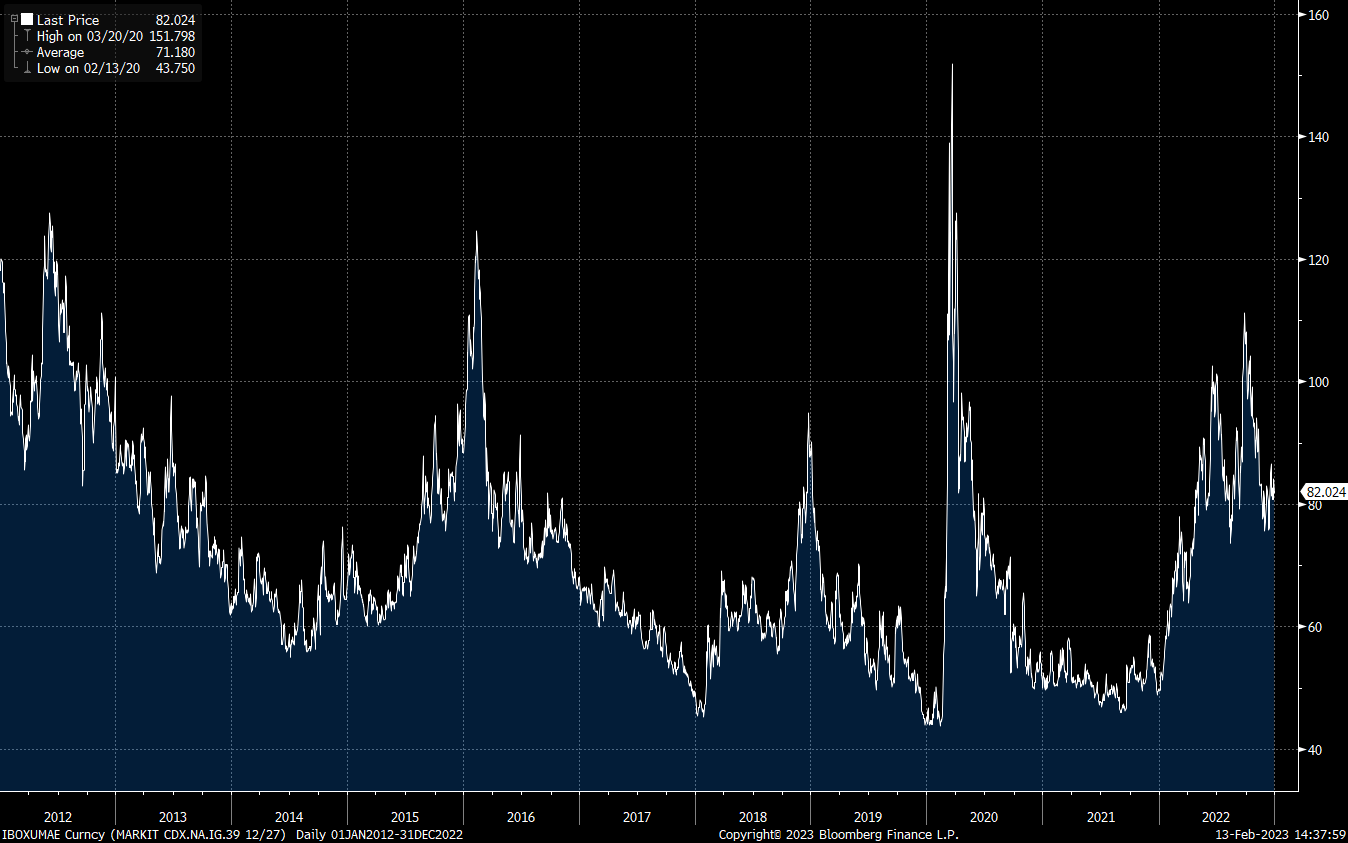 Last Price 82.024
High on 03/20/20 151.798
Average 71.180
Low on 02/13/20 43.750
160
140
120
100
82.024
80
60
40
2012 2013 2014 2015 2016 2017 2018 2019 2020 2021 2022
IBOXUMAE Curncy (MARKIT CDX.NA.IG.39 12/27) Daily 01JAN2012-31DEC2022 Copyright© 2023 Bloomberg Finance L.P. 13-Feb-2023 14:37:59